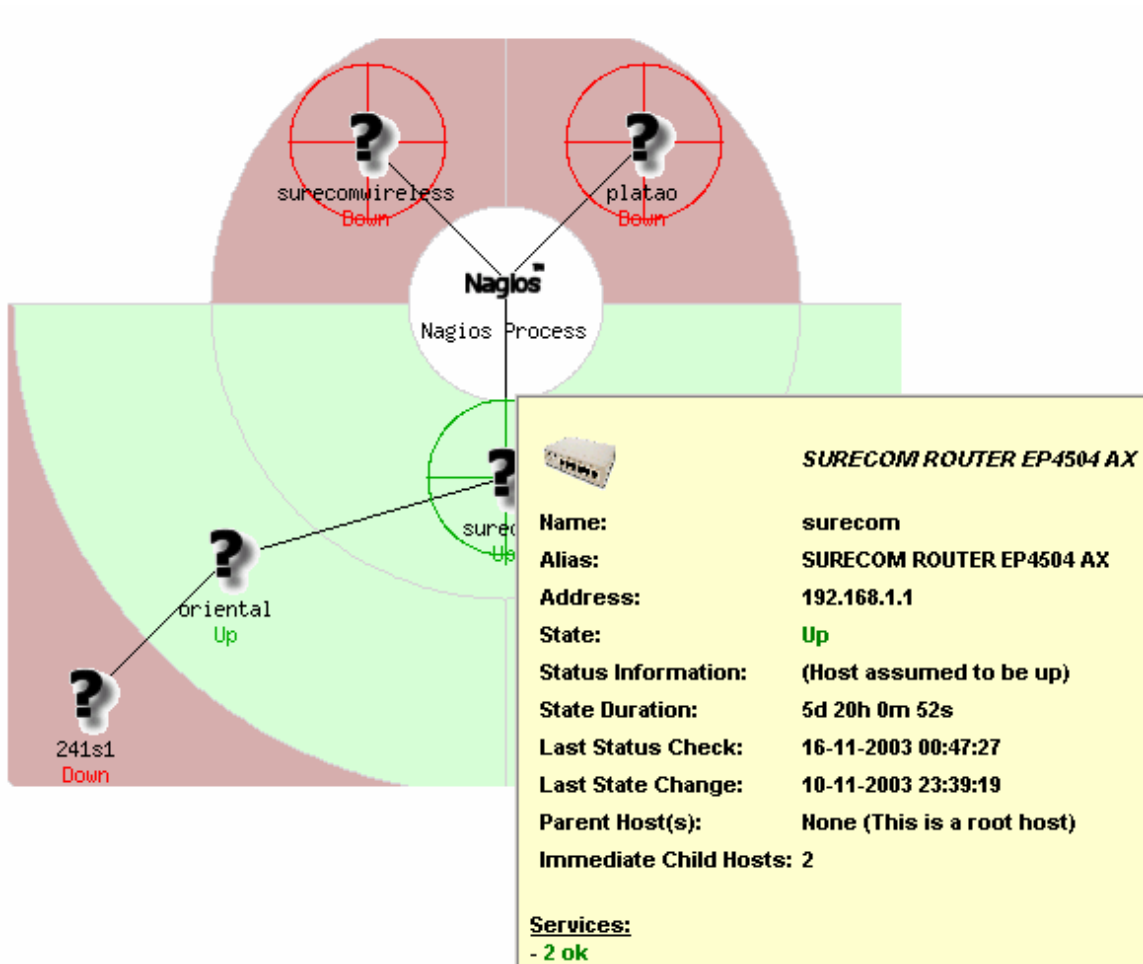 surecomwireless
Down
platao
Down
Nagios™
Nagios Process
Up
oriental
Up
241s1
Down
SURECOM ROUTER EP4504 AX
Name: surecom
Alias: SURECOM ROUTER EP4504 AX
Address: 192.168.1.1
State: Up
Status Information: (Host assumed to be up)
State Duration: 5d 20h 0m 52s
Last Status Check: 16-11-2003 00:47:27
Last State Change: 10-11-2003 23:39:19
Parent Host(s): None (This is a root host)
Immediate Child Hosts: 2
Services:
- 2 ok